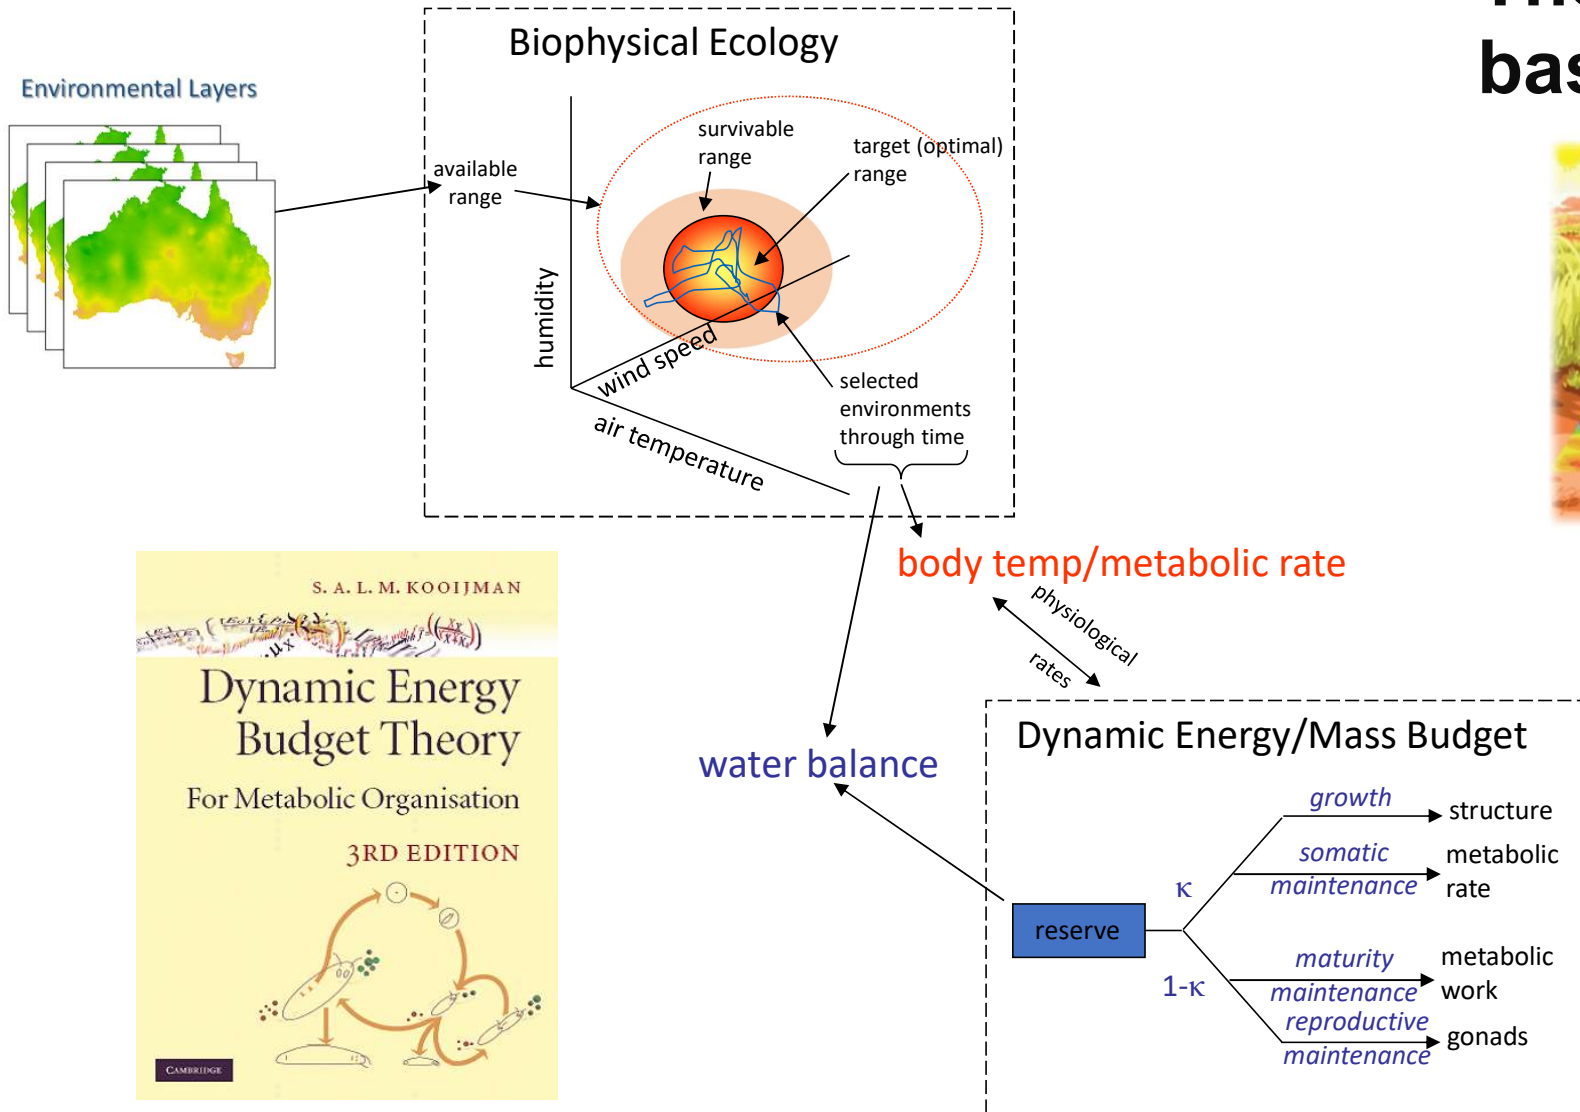 The
bas
Biophysical Ecology
Environmental Layers
survivable
range
target (optimal)
range
available
range
humidity
wind speed
air temperature
selected
environments
through time
body temp/metabolic rate
physiological
rates
water balance
S. A. L. M. KOOIJMAN
Dynamic Energy
Budget Theory
For Metabolic Organisation
3RD EDITION
CAMBRIDGE
Dynamic Energy/Mass Budget
growth
structure
somatic
maintenance
metabolic
rate
κ
reserve
1-κ
maturity
maintenance
metabolic
work
reproductive
maintenance
gonads